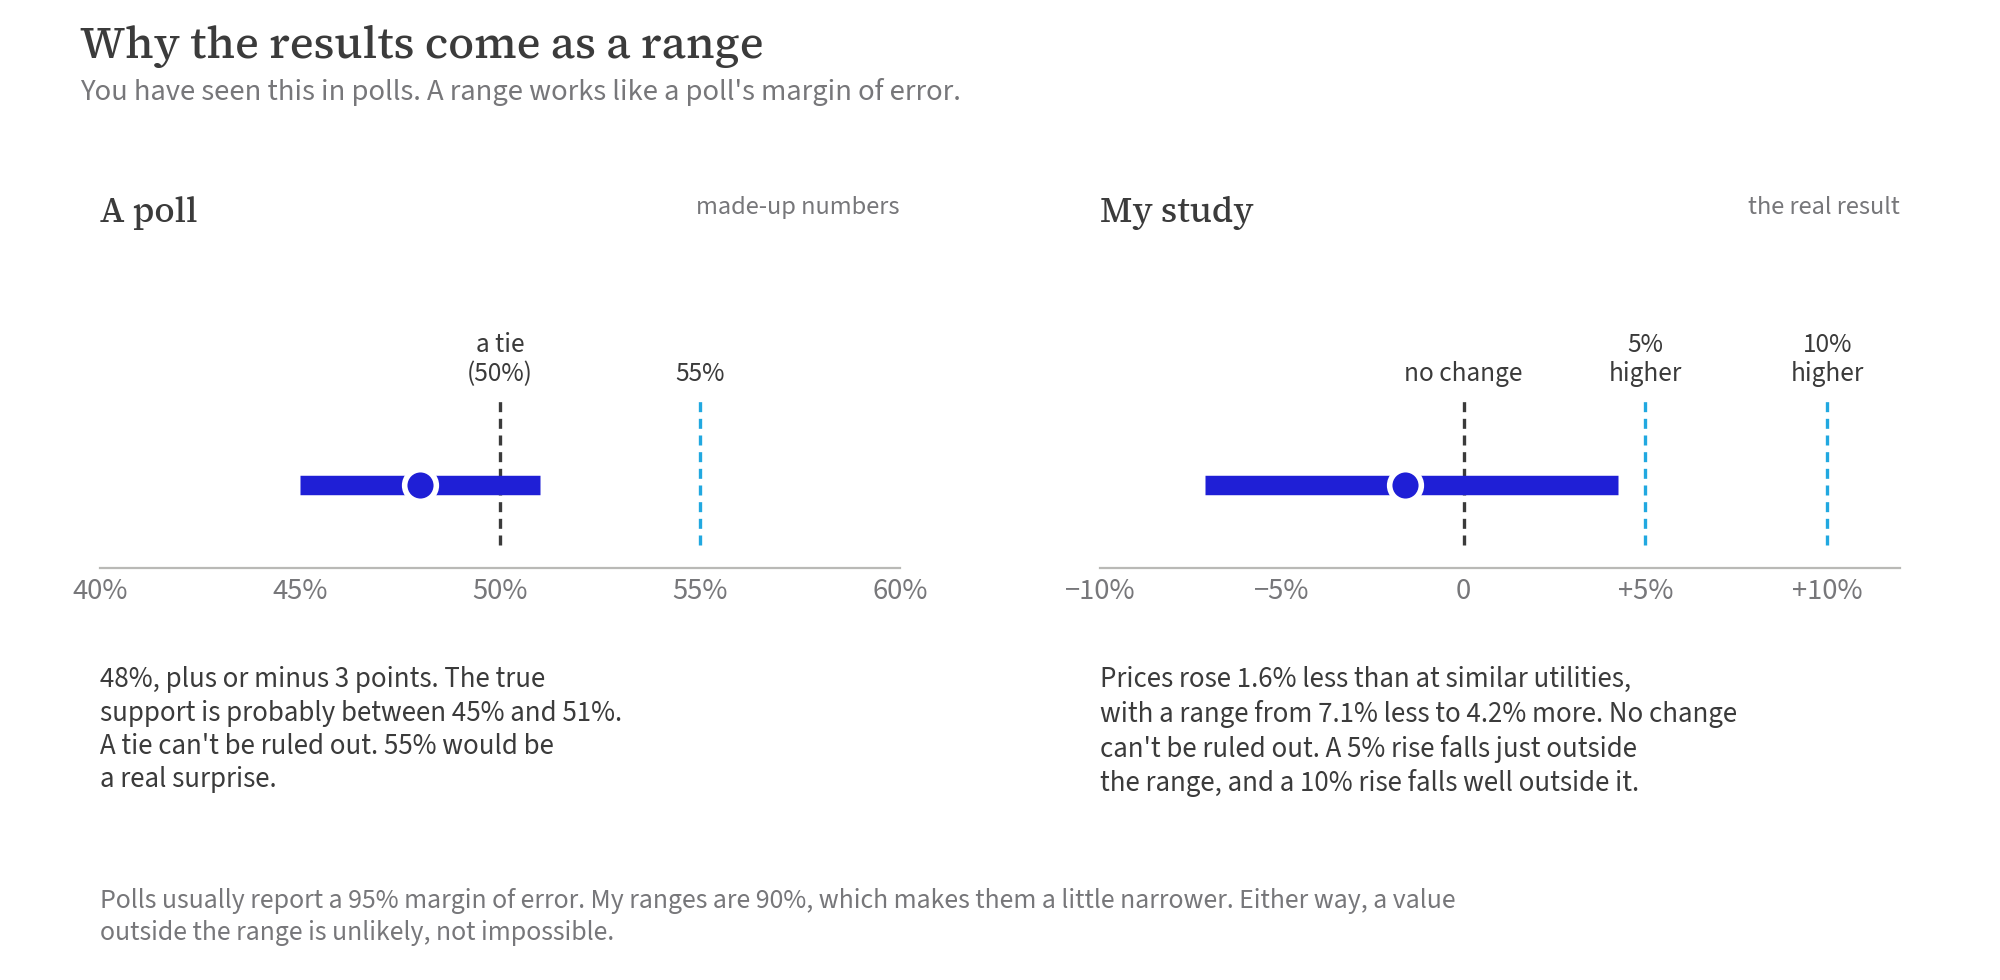 Why the results come as a range
You have seen this in polls. A range works like a poll's margin of error.
A poll
made-up numbers
a tie
(50%)
55%
40%
45%
50%
55%
60%
48%, plus or minus 3 points. The true
support is probably between 45% and 51%.
A tie can't be ruled out. 55% would be
a real surprise.
My study
the real result
no change
5%
higher
10%
higher
−10%
−5%
0
+5%
+10%
Prices rose 1.6% less than at similar utilities,
with a range from 7.1% less to 4.2% more. No change
can't be ruled out. A 5% rise falls just outside
the range, and a 10% rise falls well outside it.
Polls usually report a 95% margin of error. My ranges are 90%, which makes them a little narrower. Either way, a value
outside the range is unlikely, not impossible.